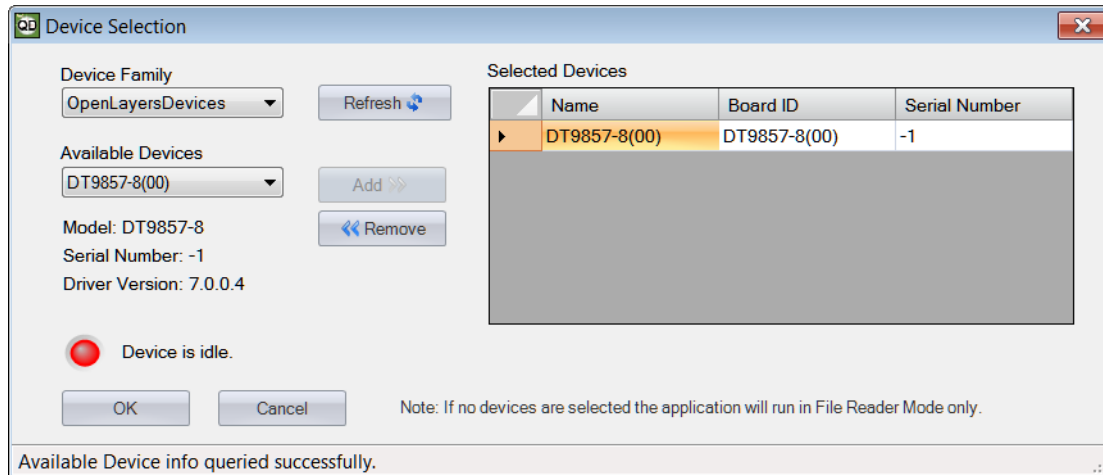 QD Device Selection
Device Family
OpenLayersDevices
Refresh
Available Devices
DT9857-8(00)
Add
Remove
Model: DT9857-8
Serial Number: -1
Driver Version: 7.0.0.4
Device is idle.
OK
Cancel
Selected Devices
Name Board ID Serial Number
DT9857-8(00) DT9857-8(00) -1
Note: If no devices are selected the application will run in File Reader Mode only.
Available Device info queried successfully.